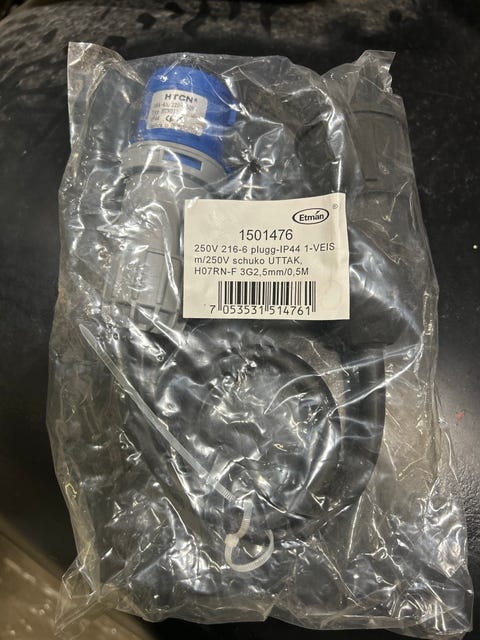 HTCN®
Etman
1501476
250V 216-6 plugg-IP44 1-VEIS
m/250V schuko UTTAK,
H07RN-F 3G2,5mm/0,5M
7 053531 514761